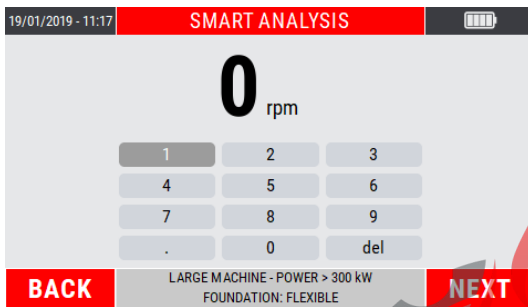 19/01/2019 - 11:17 SMART ANALYSIS
0 rpm
1 2 3
4 5 6
7 8 9
. 0 del
BACK LARGE MACHINE - POWER > 300 kW NEXT
FOUNDATION: FLEXIBLE